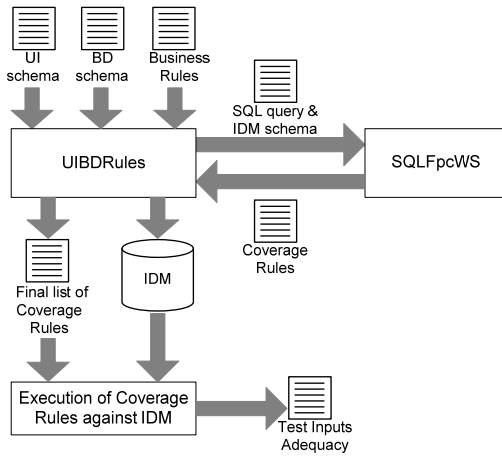 UI
schema
BD
schema
Business
Rules
SQL query &
IDM schema
UIBDRules
SQLFpcWS
Coverage
Rules
Final list of
Coverage
Rules
IDM
Execution of Coverage
Rules against IDM
Test Inputs
Adequacy